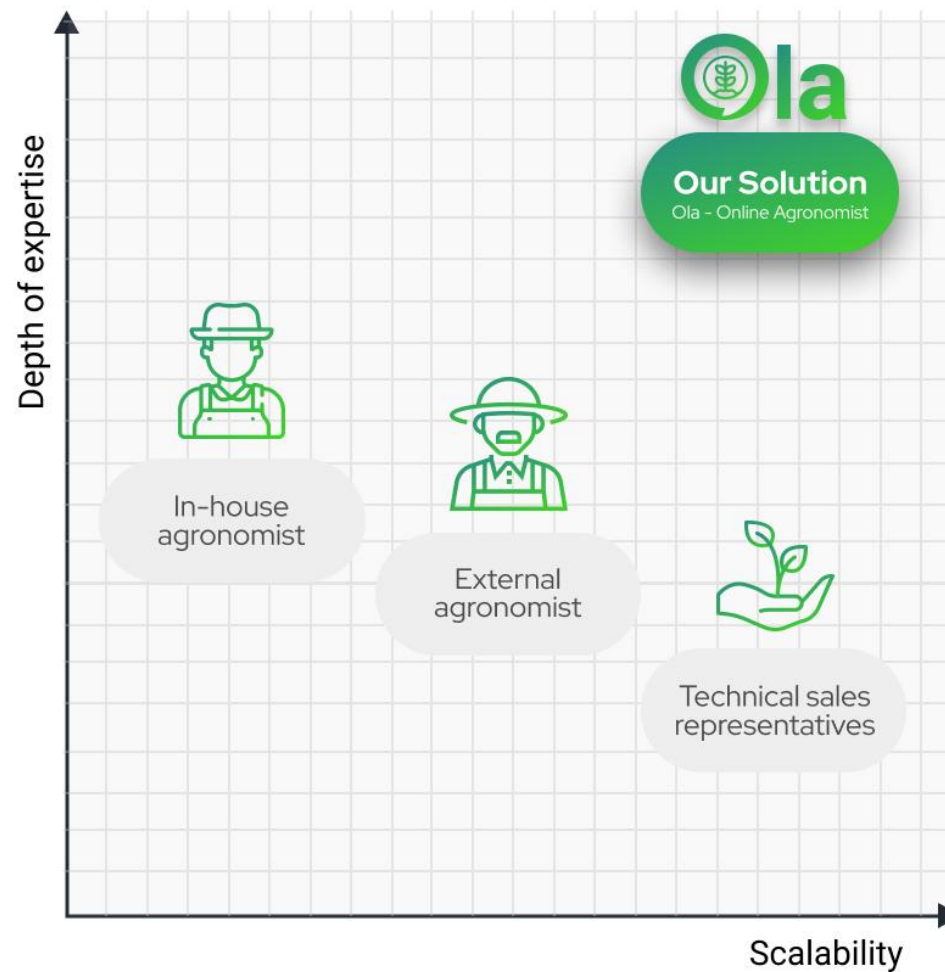 Ola
Our Solution
Ola - Online Agronomist
Depth of expertise
In-house
agronomist
External
agronomist
Technical sales
representatives
Scalability